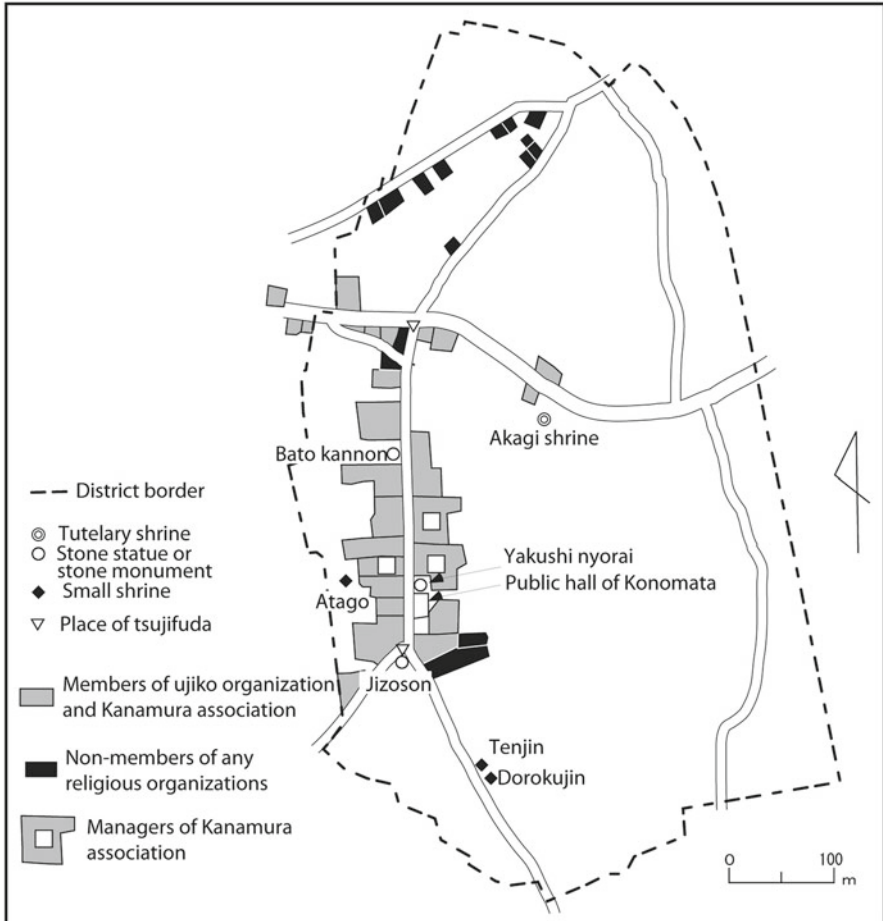 Akagi shrine
Bato kannon
Yakushi nyorai
Public hall of Konomata
Atago
Jizoson
Tenjin
Dorokujin
District border
Tutelary shrine
Stone statue or
stone monument
Small shrine
Place of tsujifuda
Members of ujiko organization
and Kanamura association
Non-members of any
religious organizations
Managers of Kanamura
association
0 100
m